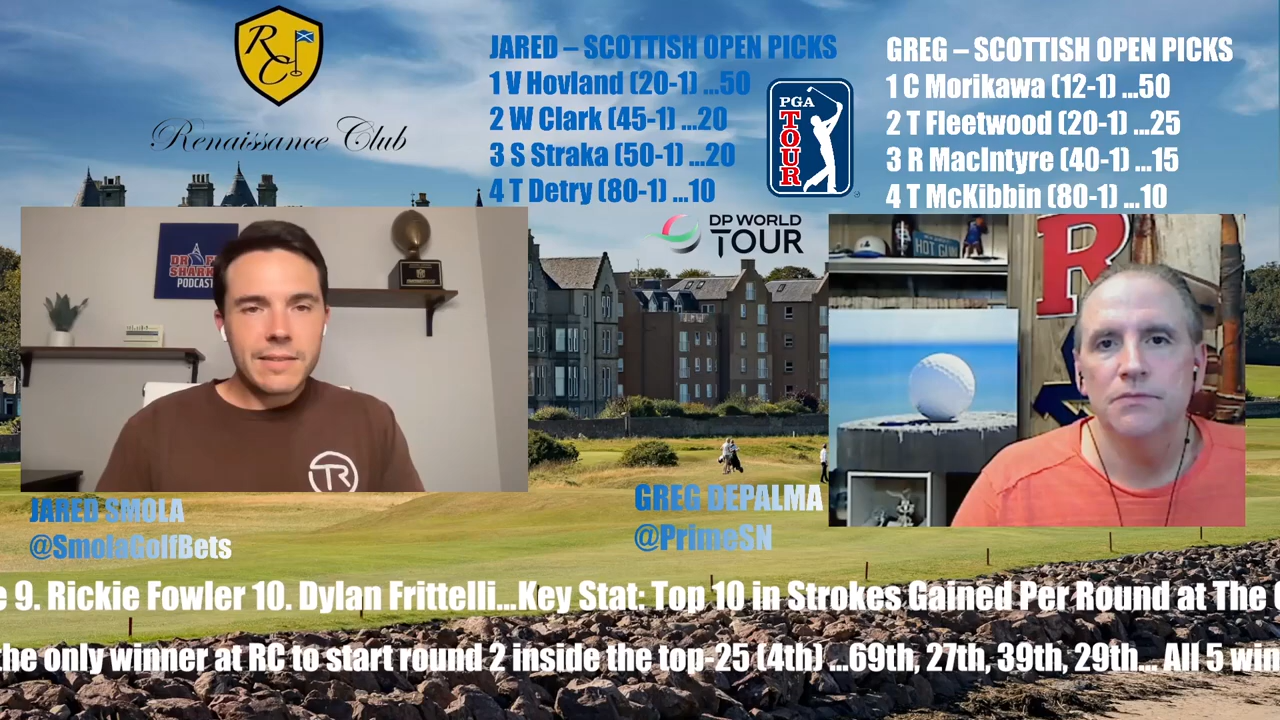 RC
Renaissance Club
JARED – SCOTTISH OPEN PICKS
1 V Hovland (20-1) ...50
2 W Clark (45-1) ...20
3 S Straka (50-1) ...20
4 T Detry (80-1) ...10
PGA
TOUR
GREG – SCOTTISH OPEN PICKS
1 C Morikawa (12-1) ...50
2 T Fleetwood (20-1) ...25
3 R MacIntyre (40-1) ...15
4 T McKibbin (80-1) ...10
DP WORLD
TOUR
SHARK
PODCAST
HOT
R
TR
JARED SMOLA
@SmolaGolfBets
GREG DEPALMA
@PrimeSN
e 9. Rickie Fowler 10. Dylan Frittelli...Key Stat: Top 10 in Strokes Gained Per Round at The
the only winner at RC to start round 2 inside the top-25 (4th) ...69th, 27th, 39th, 29th... All 5 win